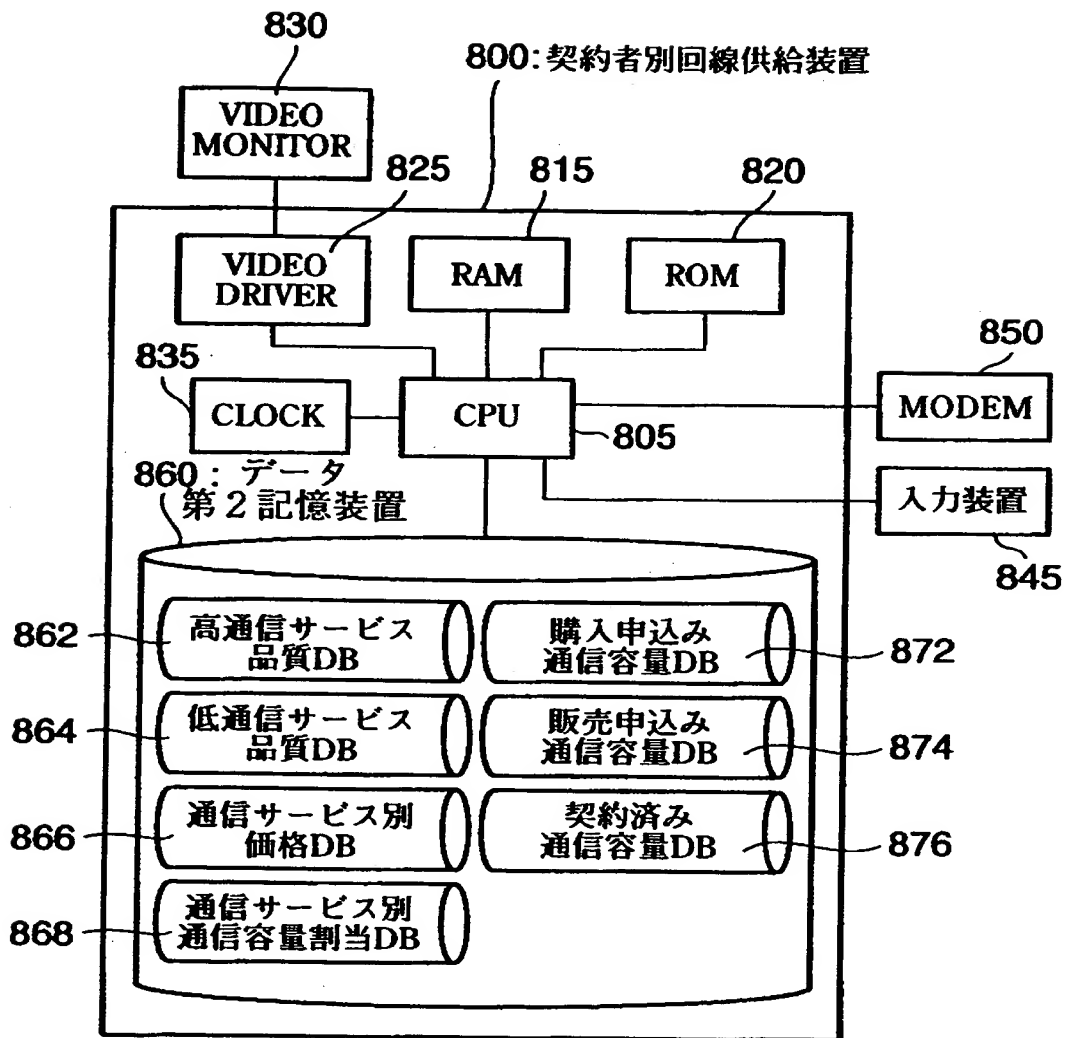 830
800:契約者別回線供給装置
VIDEO
MONITOR
825
815
820
VIDEO
DRIVER
RAM
ROM
835
850
CLOCK
CPU
805
MODEM
860:データ
第2記憶装置
入力装置
845
862
高通信サービス
品質DB
購入申込み
通信容量DB
872
864
低通信サービス
品質DB
販売申込み
通信容量DB
874
866
通信サービス別
価格DB
契約済み
通信容量DB
876
868
通信サービス別
通信容量割当DB